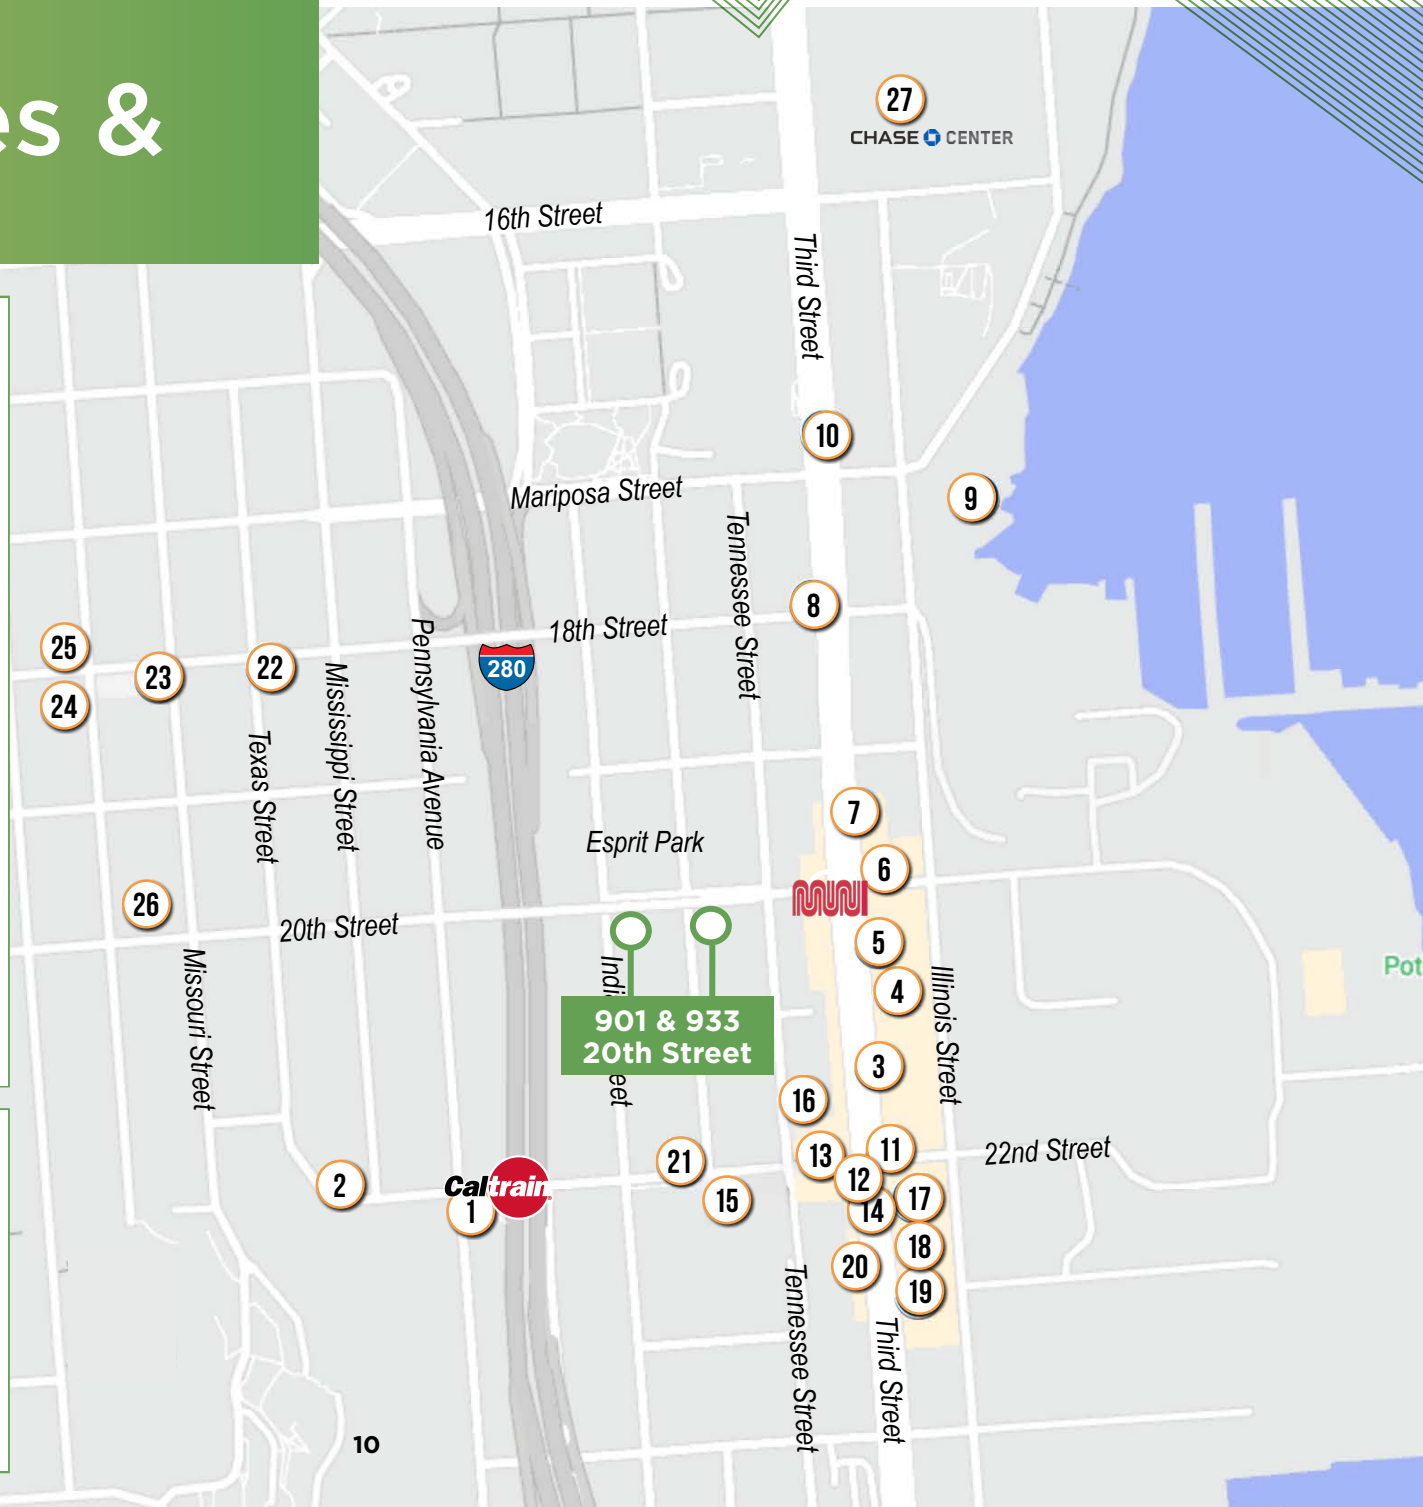 es &
27
CHASE CENTER
16th Street
Third Street
10
Mariposa Street
9
Tennessee Street
8
18th Street
280
25
24
23
22
Pennsylvania Avenue
Mississippi Street
Texas Street
7
Esprit Park
6
26
20th Street
5
Missouri Street
4
Illinois Street
Pot
901 & 933
20th Street
3
eet
16
11
22nd Street
13
12
21
2
Caltrain
1
15
17
14
18
20
19
Tennessee Street
Third Street
10
MUNI
Indi